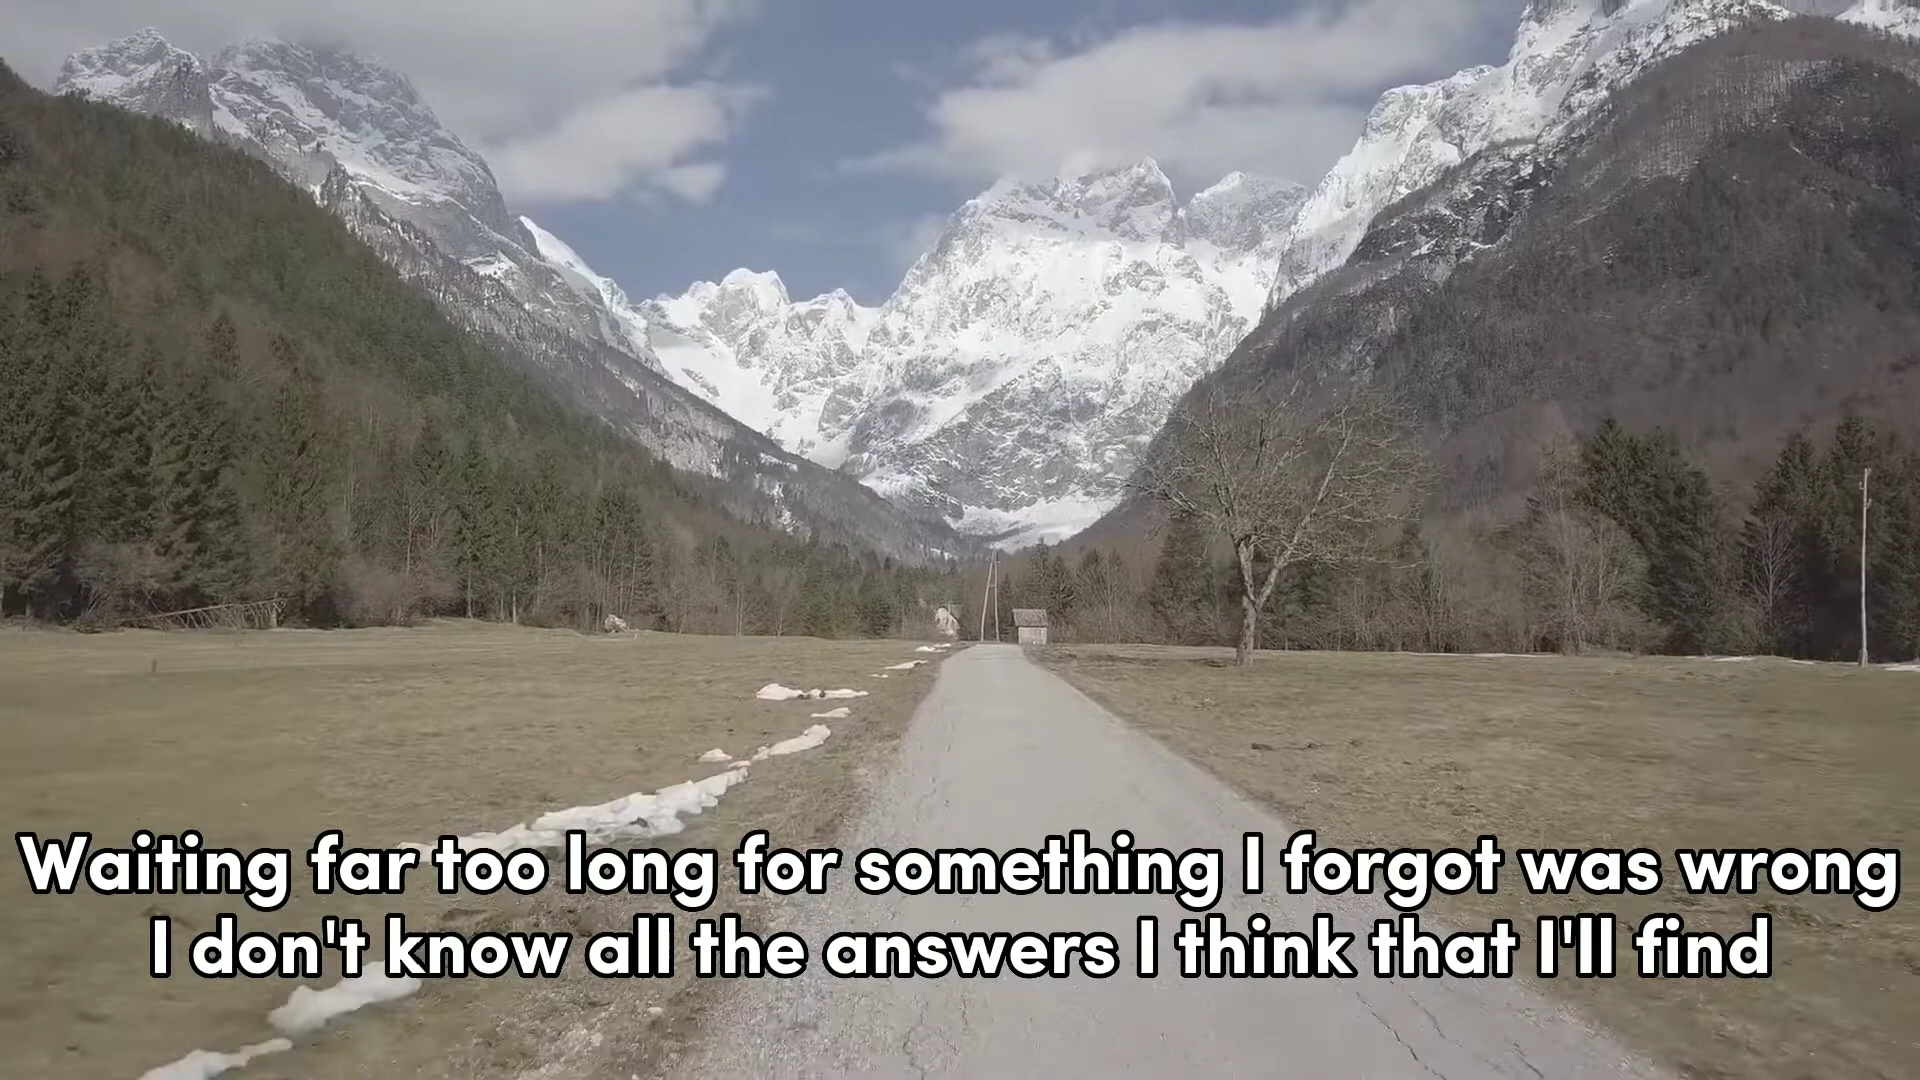 Waiting far too long for something I forgot was wrong
I don't know all the answers I think that I'll find